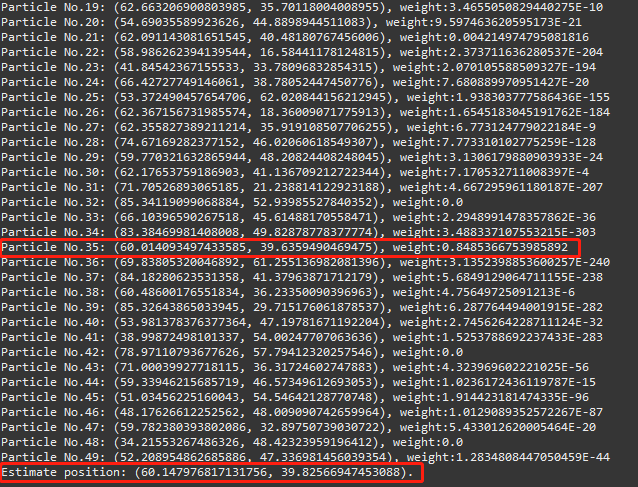 Particle No.19: (62.663206900803985, 35.70118004008955), weight:3.4655050829440275E-10
Particle No.20: (54.69035589923626, 44.8898944511083), weight:9.597463620595173E-21
Particle No.21: (62.091143081651545, 40.48180767456006), weight:0.004214974795081816
Particle No.22: (58.986262394139544, 16.58441178124815), weight:2.373711636280537E-204
Particle No.23: (41.84542367155533, 33.78096832854315), weight:2.070105588509327E-194
Particle No.24: (66.42727749146061, 38.7805244745​0776), weight:7.680889970951427E-20
Particle No.25: (53.372490457654706, 62.020844156212945), weight:1.938303777586436E-155
Particle No.26: (62.367156731985574, 18.36009071775913), weight:1.6545183045191762E-184
Particle No.27: (62.355827389211214, 35.919108507706255), weight:6.773124779022184E-9
Particle No.28: (74.67169282377152, 46.02060618549307), weight:7.773310102775259E-128
Particle No.29: (59.770321632865944, 48.20824408248045), weight:3.1306179880903933E-24
Particle No.30: (62.17653759186903, 41.136709212722344), weight:7.170532711008397E-4
Particle No.31: (71.70526893065185, 21.238814122923188), weight:4.667295961180187E-207
Particle No.32: (85.34119099068884, 52.93985527840352), weight:0.0
Particle No.33: (66.10396590267518, 45.61488170558471), weight:2.2948991478357862E-36
Particle No.34: (83.38469981408008, 49.82878778377774), weight:3.488337107553215E-303
Particle No.35: (60.014093497433585, 39.6359490469475), weight:0.8485366753985892
Particle No.36: (69.83805320046892, 61.255136982081396), weight:3.1352398853600257E-240
Particle No.37: (84.18280623531358, 41.37963871712179), weight:5.684912906471​1155E-238
Particle No.38: (60.48600176551834, 36.23350090396963), weight:4.75649725091213E-6
Particle No.39: (85.32643865033945, 29.715176061878537), weight:6.287764494001915E-282
Particle No.40: (53.981378376377364, 47.19781671192204), weight:2.745626422871​1124E-32
Particle No.41: (38.99872498101337, 54.00247707063636), weight:1.5253788692237433E-283
Particle No.42: (78.97110793677626, 57.79412320257546), weight:0.0
Particle No.43: (71.00039927718115, 36.31724602747883), weight:4.323969602221025E-56
Particle No.44: (59.33946215685719, 46.57349612693053), weight:1.0236172436119787E-15
Particle No.45: (51.03456225160043, 54.89764212877​0748), weight:1.914423181474335E-96
Particle No.46: (48.17626612252562, 48.009090742659964), weight:1.0129089352572267E-87
Particle No.47: (59.782380393802086, 32.89750739030722), weight:5.433012620005464E-20
Particle No.48: (34.21553267486326, 48.42323959196412), weight:0.0
Particle No.49: (52.208954862685886, 47.336981456039354), weight:1.2834808447050459E-44
Estimate position: (60.147976817131756, 39.82566947453088).